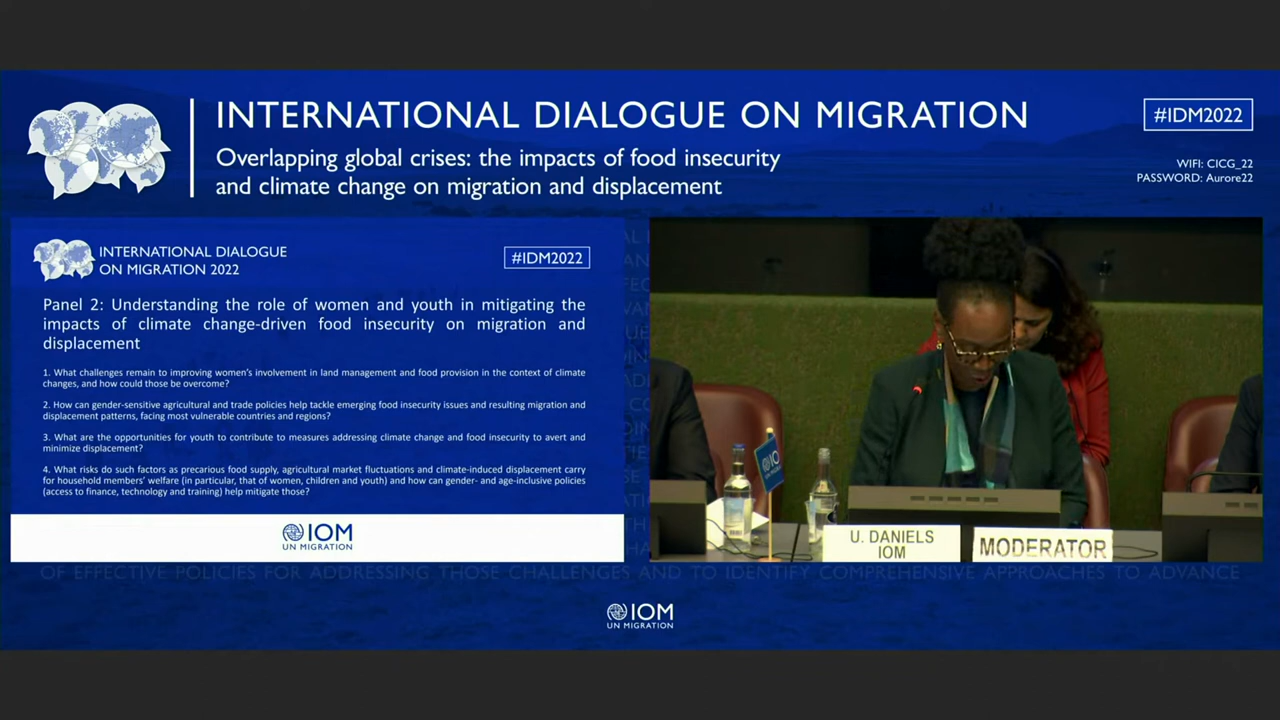 INTERNATIONAL DIALOGUE ON MIGRATION
Overlapping global crises: the impacts of food insecurity
and climate change on migration and displacement
#IDM2022
WIFI: CICG_22
PASSWORD: Aurore22
INTERNATIONAL DIALOGUE
ON MIGRATION 2022
#IDM2022
Panel 2: Understanding the role of women and youth in mitigating the
impacts of climate change-driven food insecurity on migration and
displacement
1. What challenges remain to improving women's involvement in land management and food provision in the context of climate
changes, and how could those be overcome?
2. How can gender-sensitive agricultural and trade policies help tackle emerging food insecurity issues and resulting migration and
displacement patterns, facing most vulnerable countries and regions?
3. What are the opportunities for youth to contribute to measures addressing climate change and food insecurity to avert and
minimize displacement?
4. What risks do such factors as precarious food supply, agricultural market fluctuations and climate-induced displacement carry
for household members' welfare (in particular, that of women, children and youth) and how can gender- and age-inclusive policies
(access to finance, technology and training) help mitigate those?
IOM
UN MIGRATION
U. DANIELS
IOM
MODERATOR
OF EFFECTIVE POLICIES FOR ADDRESSING THOSE CHALLENGES AND TO IDENTIFY COMPREHENSIVE APPROACHES TO ADVANCE
IOM
UN MIGRATION